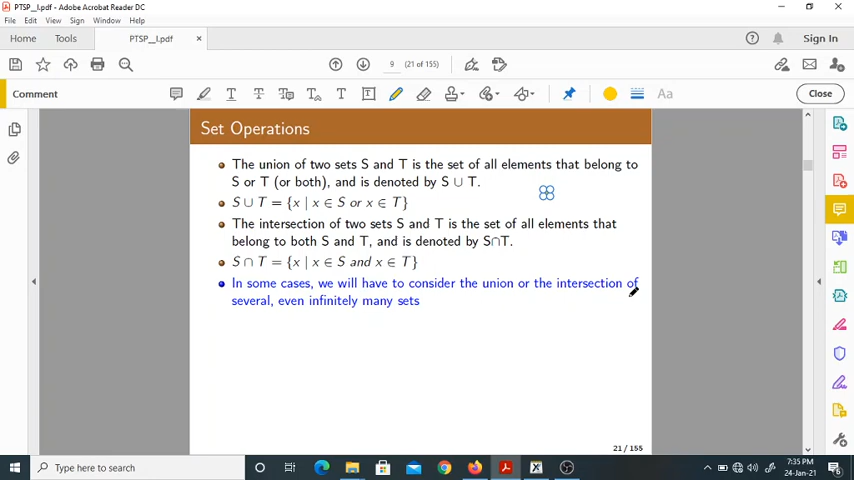 PTSP__I.pdf - Adobe Acrobat Reader DC
File Edit View Sign Window Help
Home Tools PTSP__I.pdf × Sign In
9 (21 of 155)
Comment Close
Set Operations
The union of two sets S and T is the set of all elements that belong to
S or T (or both), and is denoted by S ∪ T.
S ∪ T = {x | x ∈ S or x ∈ T}
The intersection of two sets S and T is the set of all elements that
belong to both S and T, and is denoted by S∩T.
S ∩ T = {x | x ∈ S and x ∈ T}
In some cases, we will have to consider the union or the intersection of
several, even infinitely many sets
21 / 155
Type here to search
7:35 PM
24-Jan-21